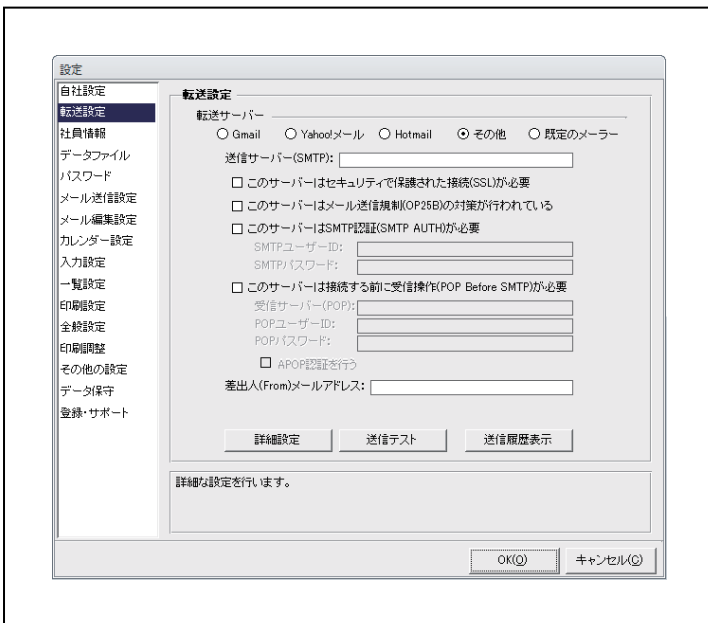 設定
自社設定
転送設定
社員情報
データファイル
パスワード
メール送信設定
メール編集設定
カレンダー設定
入力設定
一覧設定
印刷設定
全般設定
印刷調整
その他の設定
データ保守
登録・サポート
転送設定
転送サーバー
Gmail Yahoo!メール Hotmail その他 既定のメーラー
送信サーバー(SMTP):
このサーバーはセキュリティで保護された接続(SSL)が必要
このサーバーはメール送信規制(OP25B)の対策が行われている
このサーバーはSMTP認証(SMTP AUTH)が必要
SMTPユーザーID:
SMTPパスワード:
このサーバーは接続する前に受信操作(POP Before SMTP)が必要
受信サーバー(POP):
POPユーザーID:
POPパスワード:
APOP認証を行う
差出人(From)メールアドレス:
詳細設定 送信テスト 送信履歴表示
詳細な設定を行います。
OK(O) キャンセル(C)